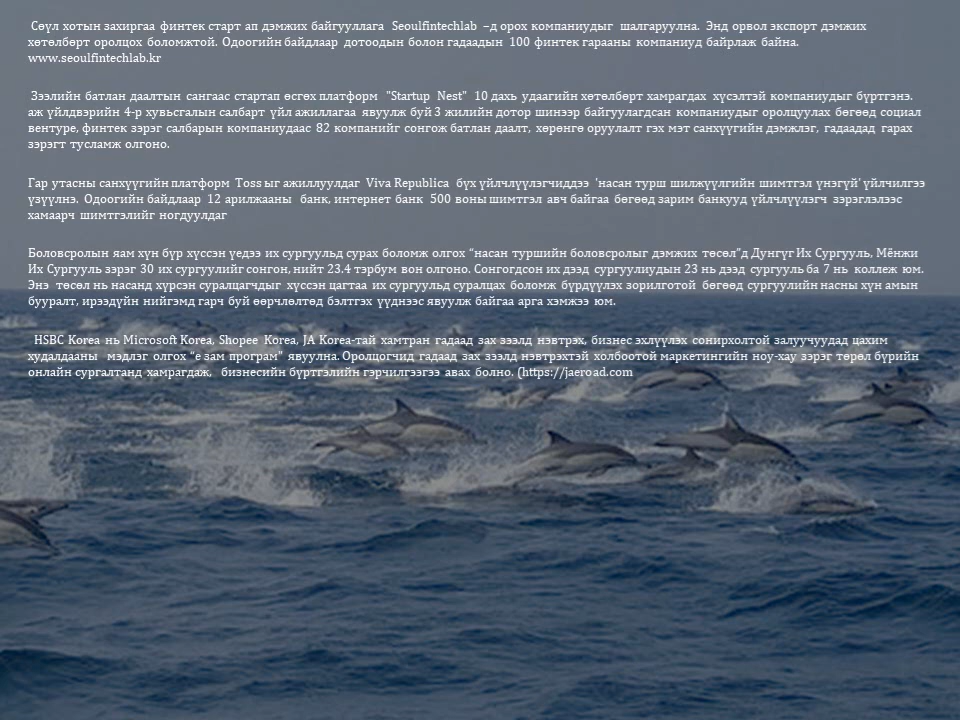 Сөүл хотын захиргаа финтек старт ап дэмжих байгууллага Seoulfintechlab –д орох компаниудыг шалгаруулна. Энд орвол экспорт дэмжих
хөтөлбөрт оролцох боломжтой. Одоогийн байдлаар дотоодын болон гадаадын 100 финтек гарааны компаниуд байрлаж байна.
www.seoulfintechlab.kr
Зээлийн батлан даалтын сангаас стартап өсгөх платформ "Startup Nest" 10 дахь удаагийн хөтөлбөрт хамрагдах хүсэлтэй компаниудыг бүртгэнэ.
аж үйлдвэрийн 4-р хувьсгалын салбарт үйл ажиллагаа явуулж буй 3 жилийн дотор шинээр байгуулагдсан компаниудыг оролцуулах бөгөөд социал
вентуре, финтек зэрэг салбарын компаниудаас 82 компанийг сонгож батлан даалт, хөрөнгө оруулалт гэх мэт санхүүгийн дэмжлэг, гадаадад гарах
зэрэгт тусламж олгоно.
Гар утасны санхүүгийн платформ Toss ыг ажиллуулдаг Viva Republica бүх үйлчлүүлэгчиддээ 'насан турш шилжүүлгийн шимтгэл үнэгүй' үйлчилгээ
үзүүлнэ. Одоогийн байдлаар 12 арилжааны банк, интернет банк 500 воны шимтгэл авч байгаа бөгөөд зарим банкууд үйлчлүүлэгч зэрэглэлээс
хамаарч шимтгэлийг ногдуулдаг
Боловсролын яам хүн бүр хүссэн үедээ их сургуульд сурах боломж олгох “насан туршийн боловсролыг дэмжих төсөл”д Дунгүг Их Сургууль, Мёнжи
Их Сургууль зэрэг 30 их сургуулийг сонгон, нийт 23.4 тэрбум вон олгоно. Сонгогдсон их дээд сургуулиудын 23 нь дээд сургууль ба 7 нь коллеж юм.
Энэ төсөл нь насанд хүрсэн суралцагчдыг хүссэн цагтаа их сургуульд суралцах боломж бүрдүүлэх зорилготой бөгөөд сургуулийн насны хүн амын
бууралт, ирээдүйн нийгэмд гарч буй өөрчлөлтөд бэлтгэх үүднээс явуулж байгаа арга хэмжээ юм.
HSBC Korea нь Microsoft Korea, Shopee Korea, JA Korea-тай хамтран гадаад зах зээлд нэвтрэх, бизнес эхлүүлэх сонирхолтой залуучуудад цахим
худалдааны мэдлэг олгох “е зам програм” явуулна. Оролцогчид гадаад зах зээлд нэвтрэхтэй холбоотой маркетингийн ноу-хау зэрэг төрөл бүрийн
онлайн сургалтанд хамрагдаж, бизнесийн бүртгэлийн гэрчилгээгээ авах болно. (https://jaeroad.com